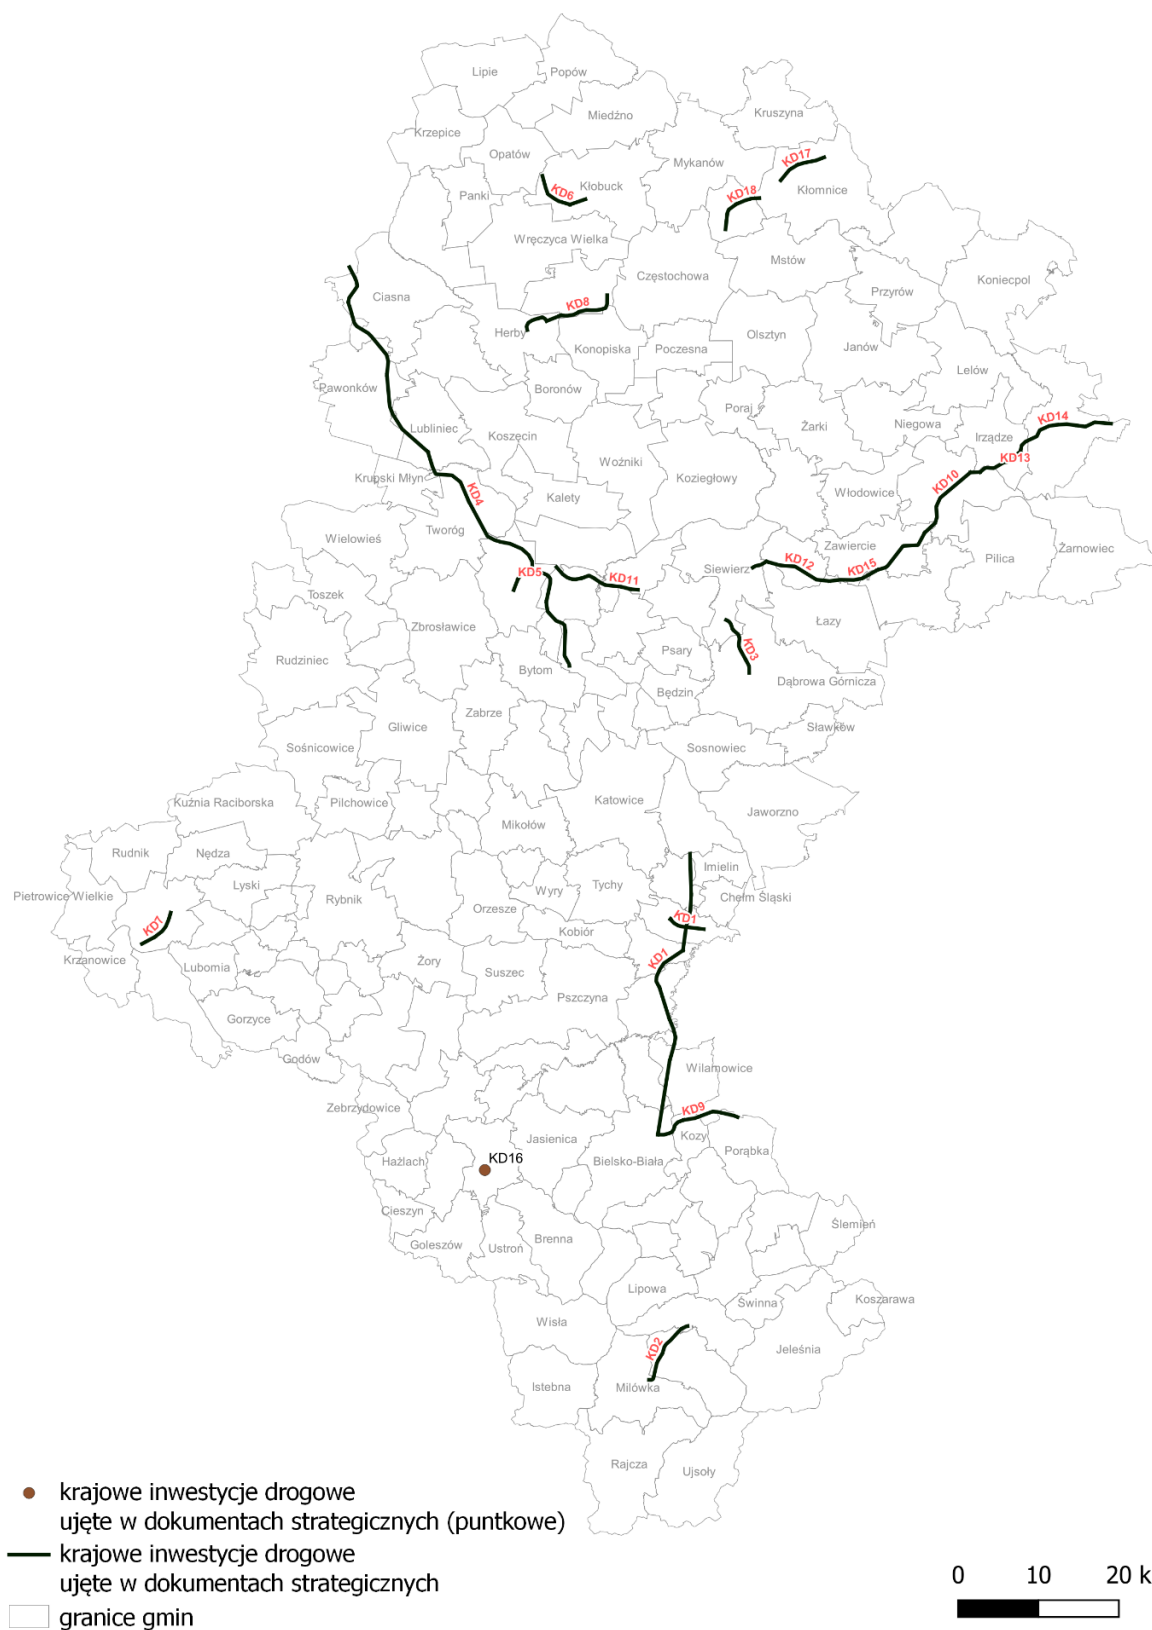 Lipie
Popów
Miedźno
Kruszyna
Krzepice
Opatów
Mykanów
KD17
Kłobuck
KD6
KD18
Kłomnice
Panki
Wręczyca Wielka
Mstów
Częstochowa
Koniecpol
Przyrów
Ciasna
KD8
Herby
Olsztyn
Janów
Konopiska
Poczesna
Lelów
Pawonków
Boronów
Poraj
KD14
Żarki
Niegowa
Lubliniec
Koszęcin
Irządze
KD13
Woźniki
Krupski Młyn
Koziegłowy
KD10
Włodowice
KD4
Kalety
Tworóg
Wielowieś
Zawiercie
Żarnowiec
Pilica
KD12
KD15
Siewierz
KD5
KD11
Toszek
Zbrosławice
Łazy
Rudziniec
Psary
KD3
Bytom
Dąbrowa Górnicza
Będzin
Zabrze
Gliwice
Sławków
Sośnicowice
Sosnowiec
Kuźnia Raciborska
Pilchowice
Katowice
Jaworzno
Mikołów
Rudnik
Nędza
Imielin
Pietrowice Wielkie
Lyski
Rybnik
Wyry
Tychy
Chełm Śląski
Orzesze
KD7
KD1
Kobiór
Krzanowice
Lubomia
Żory
Suszec
KD1
Pszczyna
Gorzyce
Godów
Wilamowice
Zebrzydowice
KD9
Jasienica
Kozy
Porąbka
KD16
Hażlach
Bielsko-Biała
Cieszyn
Ślemień
Goleszów
Ustroń
Brenna
Lipowa
Świnna
Koszarawa
Wisła
KD2
Jeleśnia
Istebna
Milówka
Rajcza
Ujsoły
krajowe inwestycje drogowe
ujęte w dokumentach strategicznych (puntkowe)
krajowe inwestycje drogowe
ujęte w dokumentach strategicznych
granice gmin
0 10 20 k